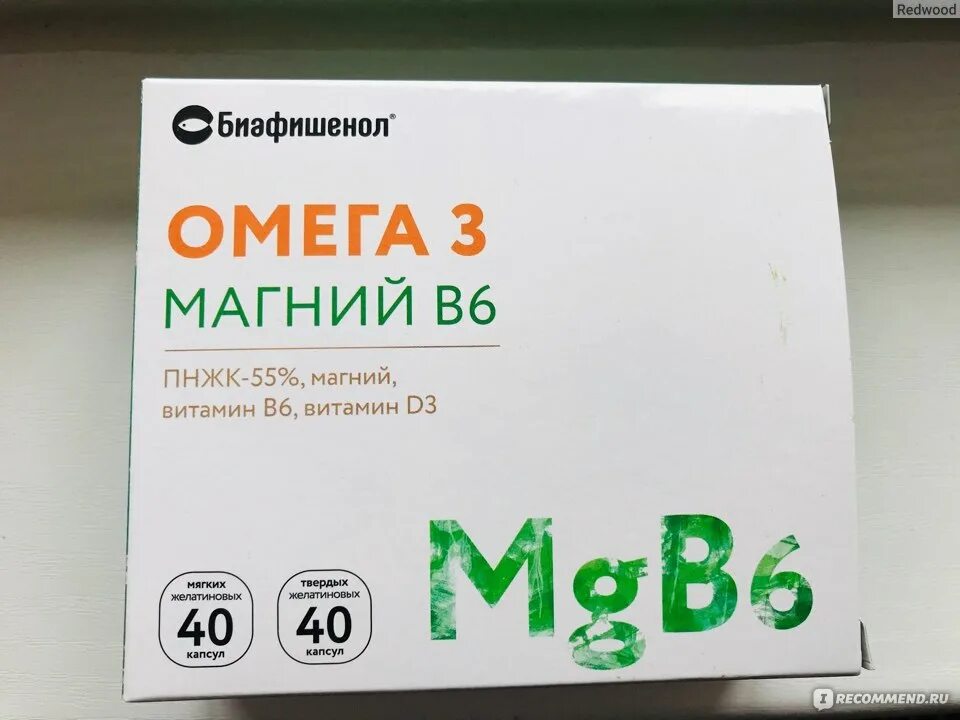 Redwood
Биафишенол®
ОМЕГА 3
МАГНИЙ В6
ПНЖК-55%, магний,
витамин В6, витамин D3
MgB6
мягких
желатиновых
40
капсул
твердых
желатиновых
40
капсул
IRECOMMEND.RU